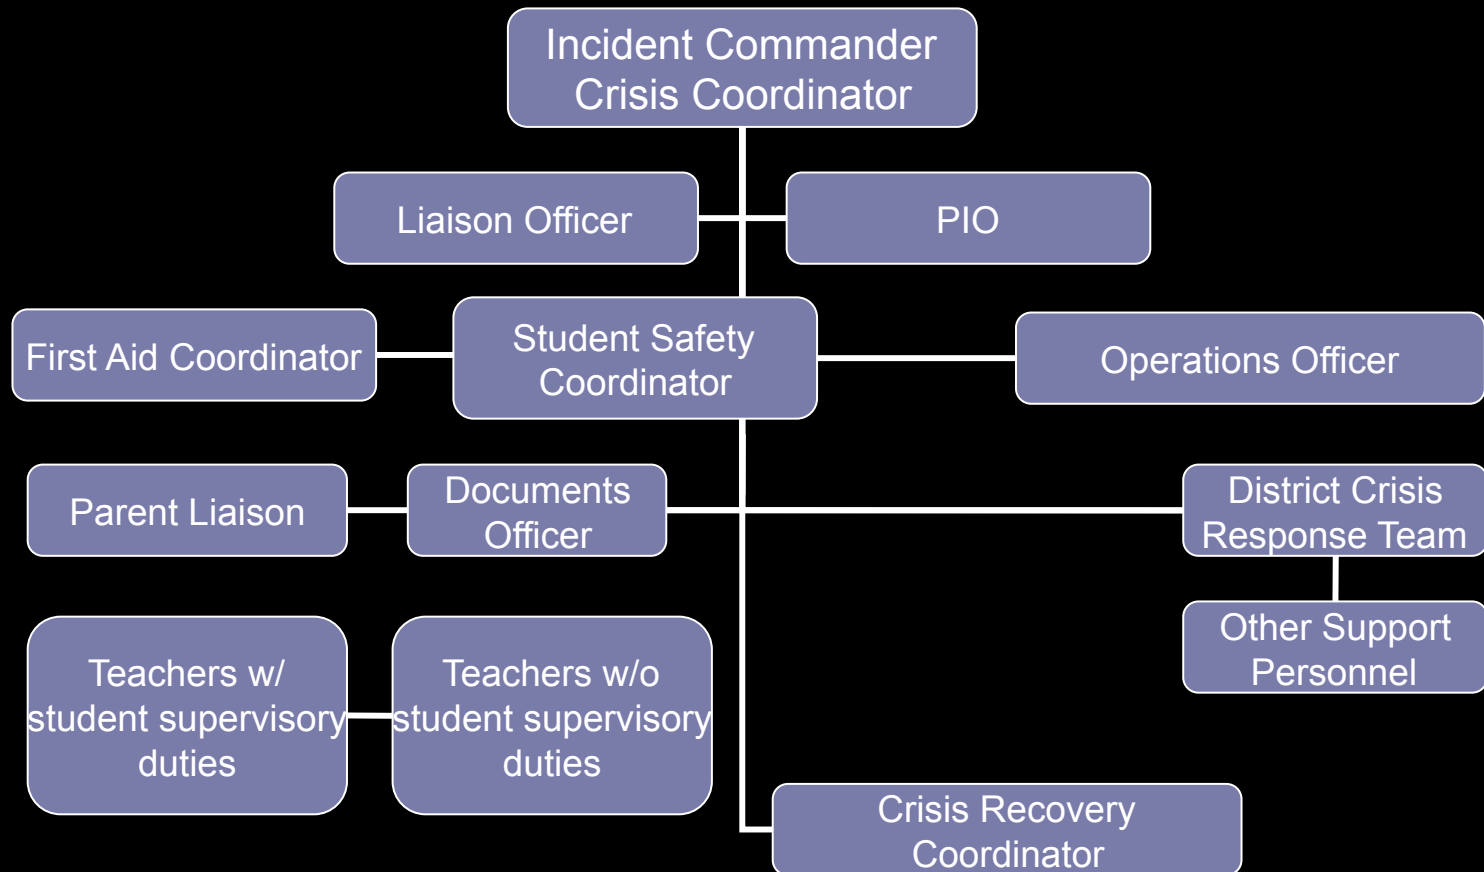 Incident Commander
Crisis Coordinator
Liaison Officer
PIO
First Aid Coordinator
Student Safety
Coordinator
Operations Officer
Parent Liaison
Documents
Officer
District Crisis
Response Team
Teachers w/
student supervisory
duties
Teachers w/o
student supervisory
duties
Other Support
Personnel
Crisis Recovery
Coordinator